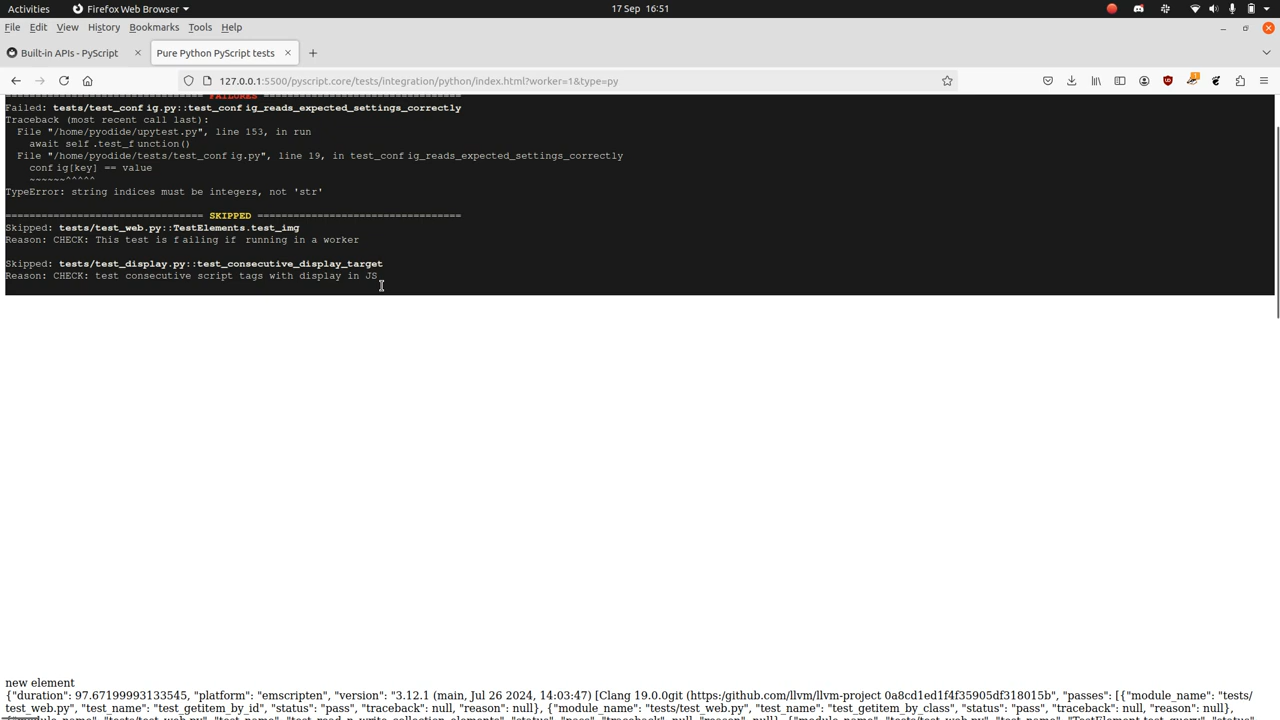 Activities
Firefox Web Browser
17 Sep 16:51
File Edit View History Bookmarks Tools Help
Built-in APIs - PyScript
Pure Python PyScript tests
127.0.0.1:5500/pyscript.core/tests/integration/python/index.html?worker=1&type=py
================================= FAILURES =================================
Failed: tests/test_config.py::test_config_reads_expected_settings_correctly
Traceback (most recent call last):
File "/home/pyodide/upytest.py", line 153, in run
await self.test_function()
File "/home/pyodide/tests/test_config.py", line 19, in test_config_reads_expected_settings_correctly
config[key] == value
~~~~~~^^^^^
TypeError: string indices must be integers, not 'str'
================================= SKIPPED ==================================
Skipped: tests/test_web.py::TestElements.test_img
Reason: CHECK: This test is failing if running in a worker
Skipped: tests/test_display.py::test_consecutive_display_target
Reason: CHECK: test consecutive script tags with display in JS
new element
{"duration": 97.67199993133545, "platform": "emscripten", "version": "3.12.1 (main, Jul 26 2024, 14:03:47) [Clang 19.0.0git (https:/github.com/llvm/llvm-project 0a8cd1ed1f4f35905df318015b", "passes": [{"module_name": "tests/
test_web.py", "test_name": "test_getitem_by_id", "status": "pass", "traceback": null, "reason": null}, {"module_name": "tests/test_web.py", "test_name": "test_getitem_by_class", "status": "pass", "traceback": null, "reason": null},